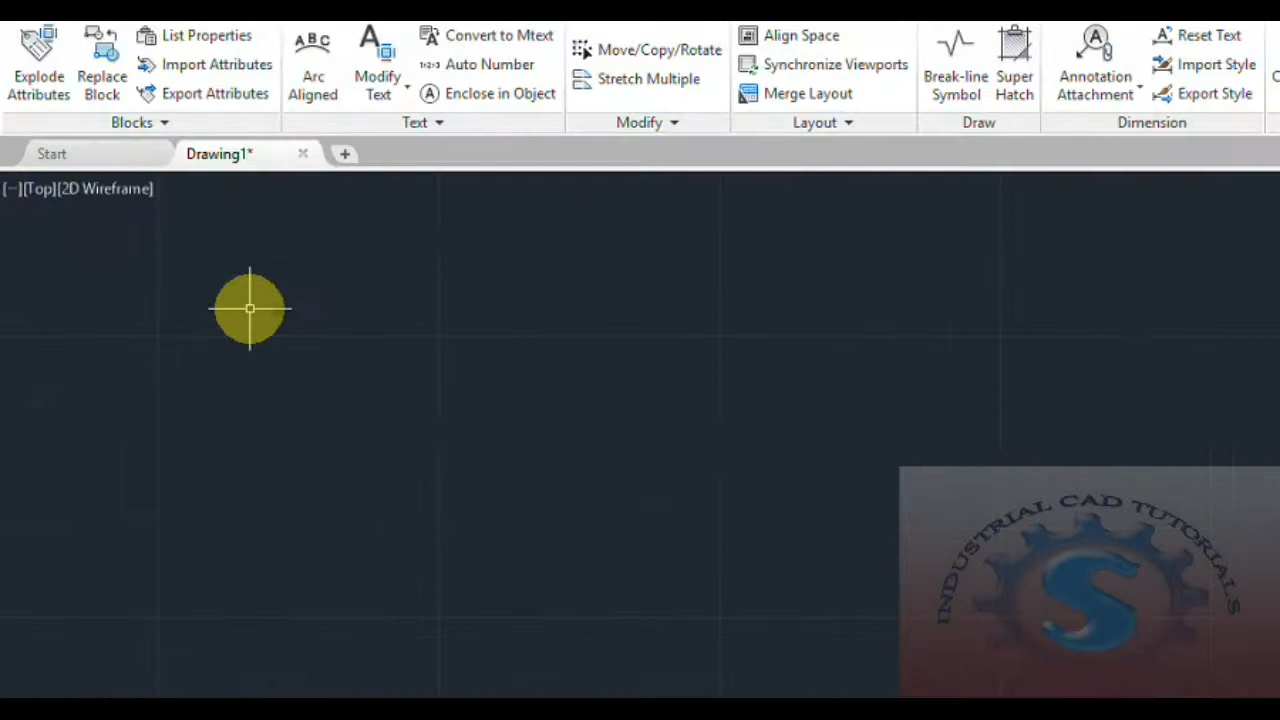 Explode Attributes
Replace Block
List Properties
Import Attributes
Export Attributes
Blocks
ABC
Arc Aligned
A
Modify Text
Convert to Mtext
Auto Number
Enclose in Object
Text
Move/Copy/Rotate
Stretch Multiple
Modify
Align Space
Synchronize Viewports
Merge Layout
Layout
Break-line Symbol
Super Hatch
Draw
A
Annotation Attachment
Reset Text
Import Style
Export Style
Dimension
Start
Drawing1*
[−][Top][2D Wireframe]
INDUSTRIAL CAD TUTORIALS
S